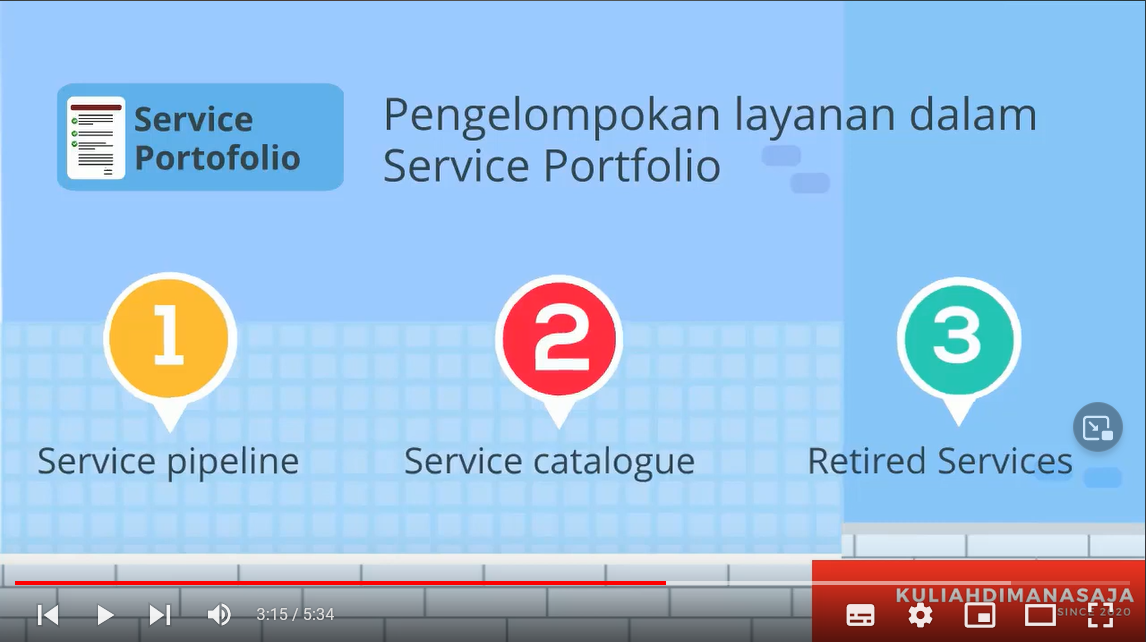 Service
Portofolio
Pengelompokan layanan dalam
Service Portfolio
1
2
3
Service pipeline
Service catalogue
Retired Services
KULIAHDIMANASAJA
SINCE 2020
3:15 / 5:34